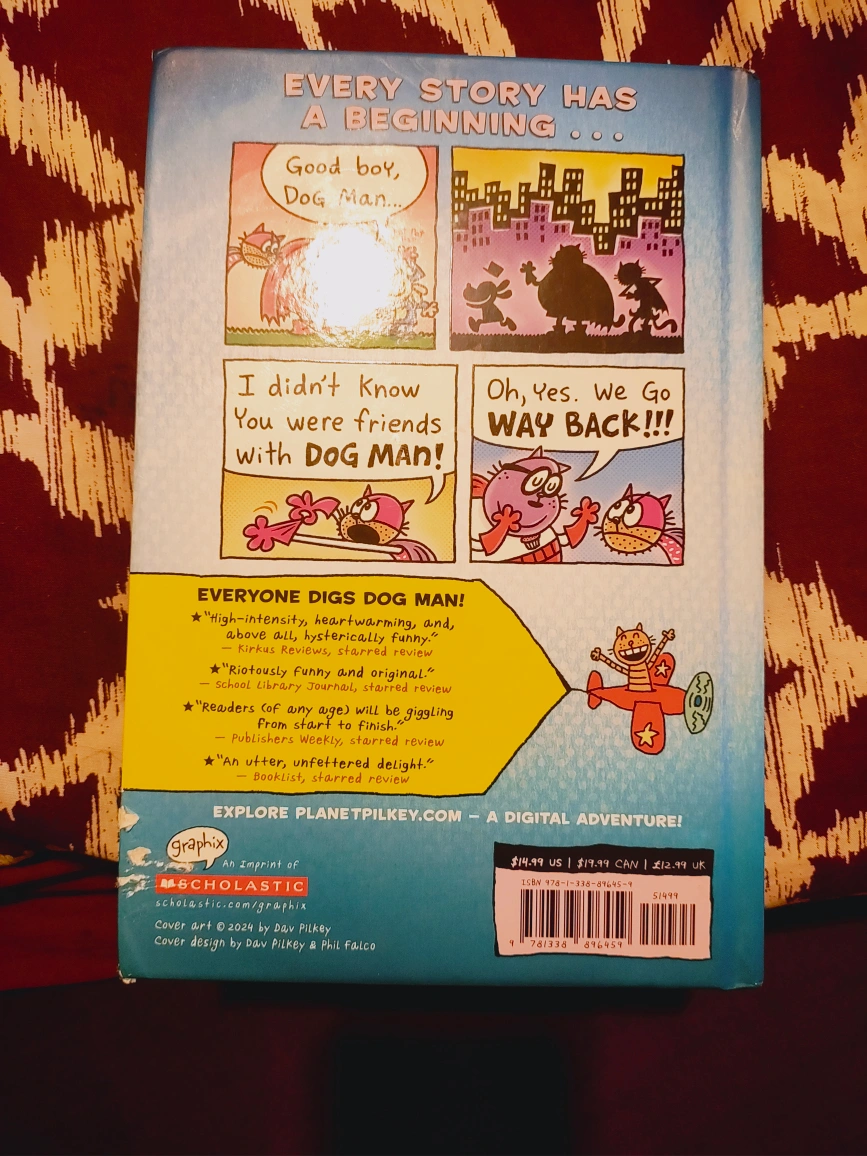 EVERY STORY HAS
A BEGINNING . . .
Good boy,
Dog Man...
I didn't know
You were friends
with DOG MAN!
Oh, yes. We Go
WAY BACK!!!
EVERYONE DIGS DOG MAN!
★"High-intensity, heartwarming, and,
above all, hysterically funny."
— Kirkus Reviews, starred review
★"Riotously funny and original."
— School Library Journal, starred review
★"Readers (of any age) will be giggling
from start to finish."
— Publishers Weekly, starred review
★"An utter, unfettered delight."
— Booklist, starred review
EXPLORE PLANETPILKEY.COM — A DIGITAL ADVENTURE!
graphix
An Imprint of
SCHOLASTIC
scholastic.com/graphix
Cover art © 2024 by Dav Pilkey
Cover design by Dav Pilkey & Phil Falco
$14.99 US | $19.99 CAN | £12.99 UK
ISBN 978-1-338-89645-9
51499
9 781338 896459